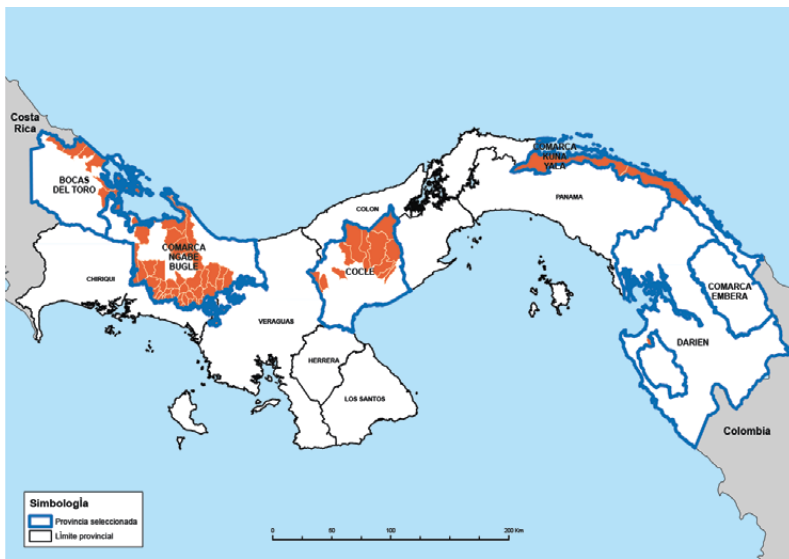 Costa
Rica
BOCAS
DEL TORO
COMARCA
NGABE
BUGLE
CHIRIQUI
VERAGUAS
COLON
COCLE
HERRERA
LOS SANTOS
COMARCA
KUNA
YALA
PANAMA
COMARCA
EMBERA
DARIEN
Colombia
Simbología
Provincia seleccionada
Límite provincial
0 50 100 200 Km